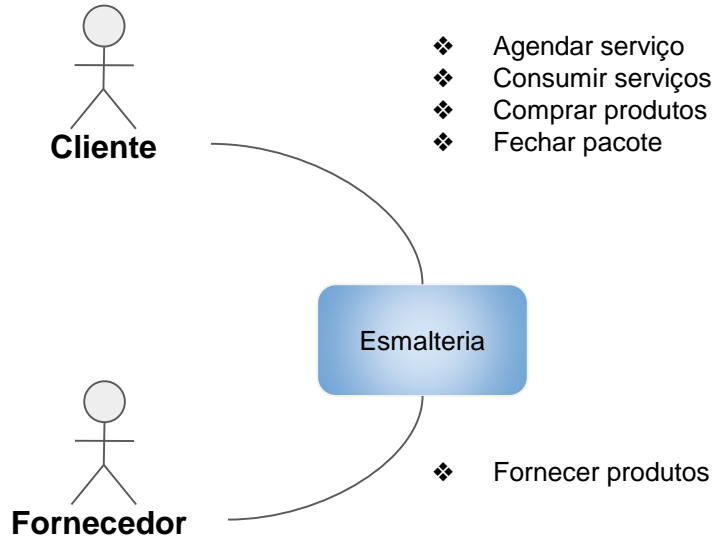 ❖ Agendar serviço
❖ Consumir serviços
❖ Comprar produtos
❖ Fechar pacote
Cliente
Esmalteria
❖ Fornecer produtos
Fornecedor